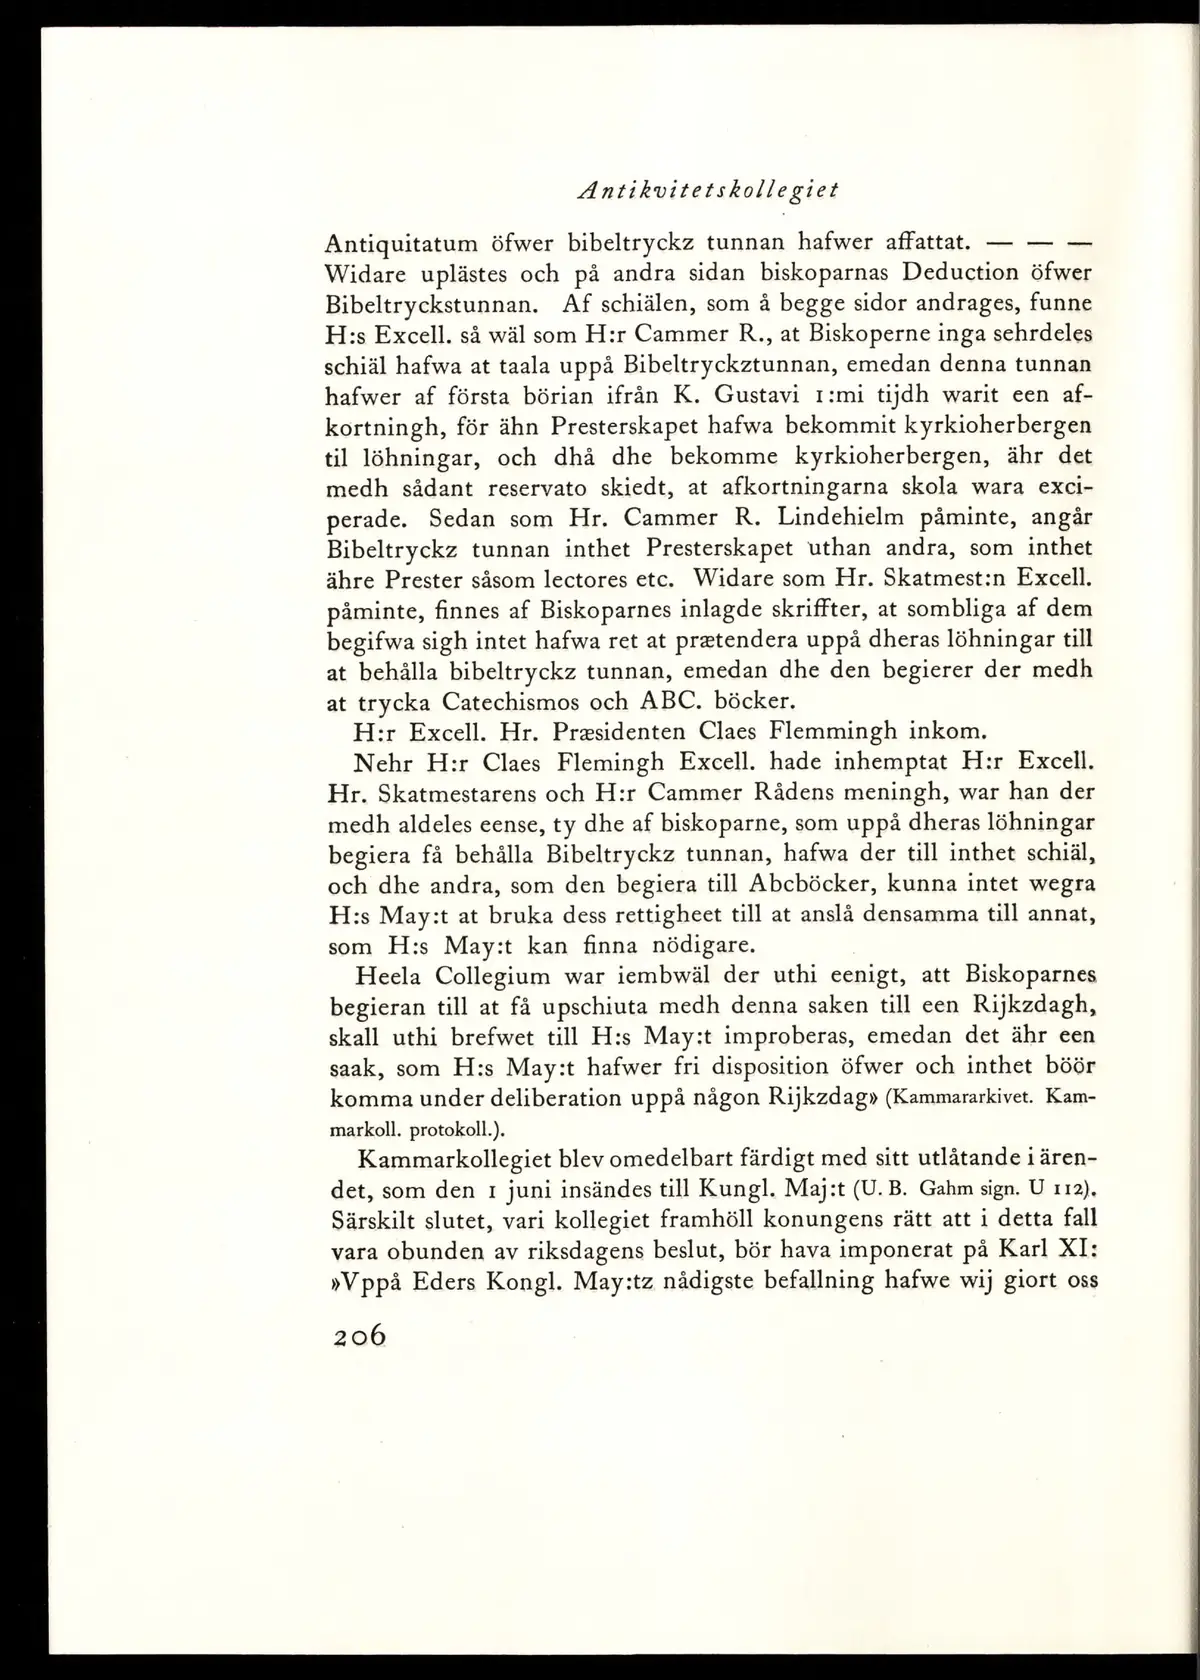 Antikvitetskollegiet
Antiquitatum öfwer bibeltryckz tunnan hafwer affattat. — — —
Widare uplästes och på andra sidan biskoparnas Deduction öfwer
Bibeltryckstunnan. Af schiälen, som å begge sidor andrages, funne
H:s Excell. så wäl som H:r Cammer R., at Biskoperne inga sehrdeles
schiäl hafwa at taala uppå Bibeltryckztunnan, emedan denna tunnan
hafwer af första börian ifrån K. Gustavi 1:mi tijdh warit een af-
kortningh, för ähn Presterskapet hafwa bekommit kyrkioherbergen
til löhningar, och dhå dhe bekomme kyrkioherbergen, ähr det
medh sådant reservato skiedt, at afkortningarna skola wara exci-
perade. Sedan som Hr. Cammer R. Lindehielm påminte, angår
Bibeltryckz tunnan inthet Presterskapet uthan andra, som inthet
ähre Prester såsom lectores etc. Widare som Hr. Skatmest:n Excell.
påminte, finnes af Biskoparnes inlagde skriffter, at sombliga af dem
begifwa sigh intet hafwa ret at prætendera uppå dheras löhningar till
at behålla bibeltryckz tunnan, emedan dhe den begierer der medh
at trycka Catechismos och ABC. böcker.
H:r Excell. Hr. Præsidenten Claes Flemmingh inkom.
Nehr H:r Claes Flemingh Excell. hade inhemptat H:r Excell.
Hr. Skatmestarens och H:r Cammer Rådens meningh, war han der
medh aldeles eense, ty dhe af biskoparne, som uppå dheras löhningar
begiera få behålla Bibeltryckz tunnan, hafwa der till inthet schiäl,
och dhe andra, som den begiera till Abcböcker, kunna intet wegra
H:s May:t at bruka dess rettigheet till at anslå densamma till annat,
som H:s May:t kan finna nödigare.
Heela Collegium war iembwäl der uthi eenigt, att Biskoparnes
begieran till at få upschiuta medh denna saken till een Rijkzdagh,
skall uthi brefwet till H:s May:t improberas, emedan det ähr een
saak, som H:s May:t hafwer fri disposition öfwer och inthet böör
komma under deliberation uppå någon Rijkzdag» (Kammararkivet. Kam-
markoll. protokoll.).
Kammarkollegiet blev omedelbart färdigt med sitt utlåtande i ären-
det, som den 1 juni insändes till Kungl. Maj:t (U. B. Gahm sign. U 112).
Särskilt slutet, vari kollegiet framhöll konungens rätt att i detta fall
vara obunden av riksdagens beslut, bör hava imponerat på Karl XI:
»Vppå Eders Kongl. May:tz nådigste befallning hafwe wij giort oss
206